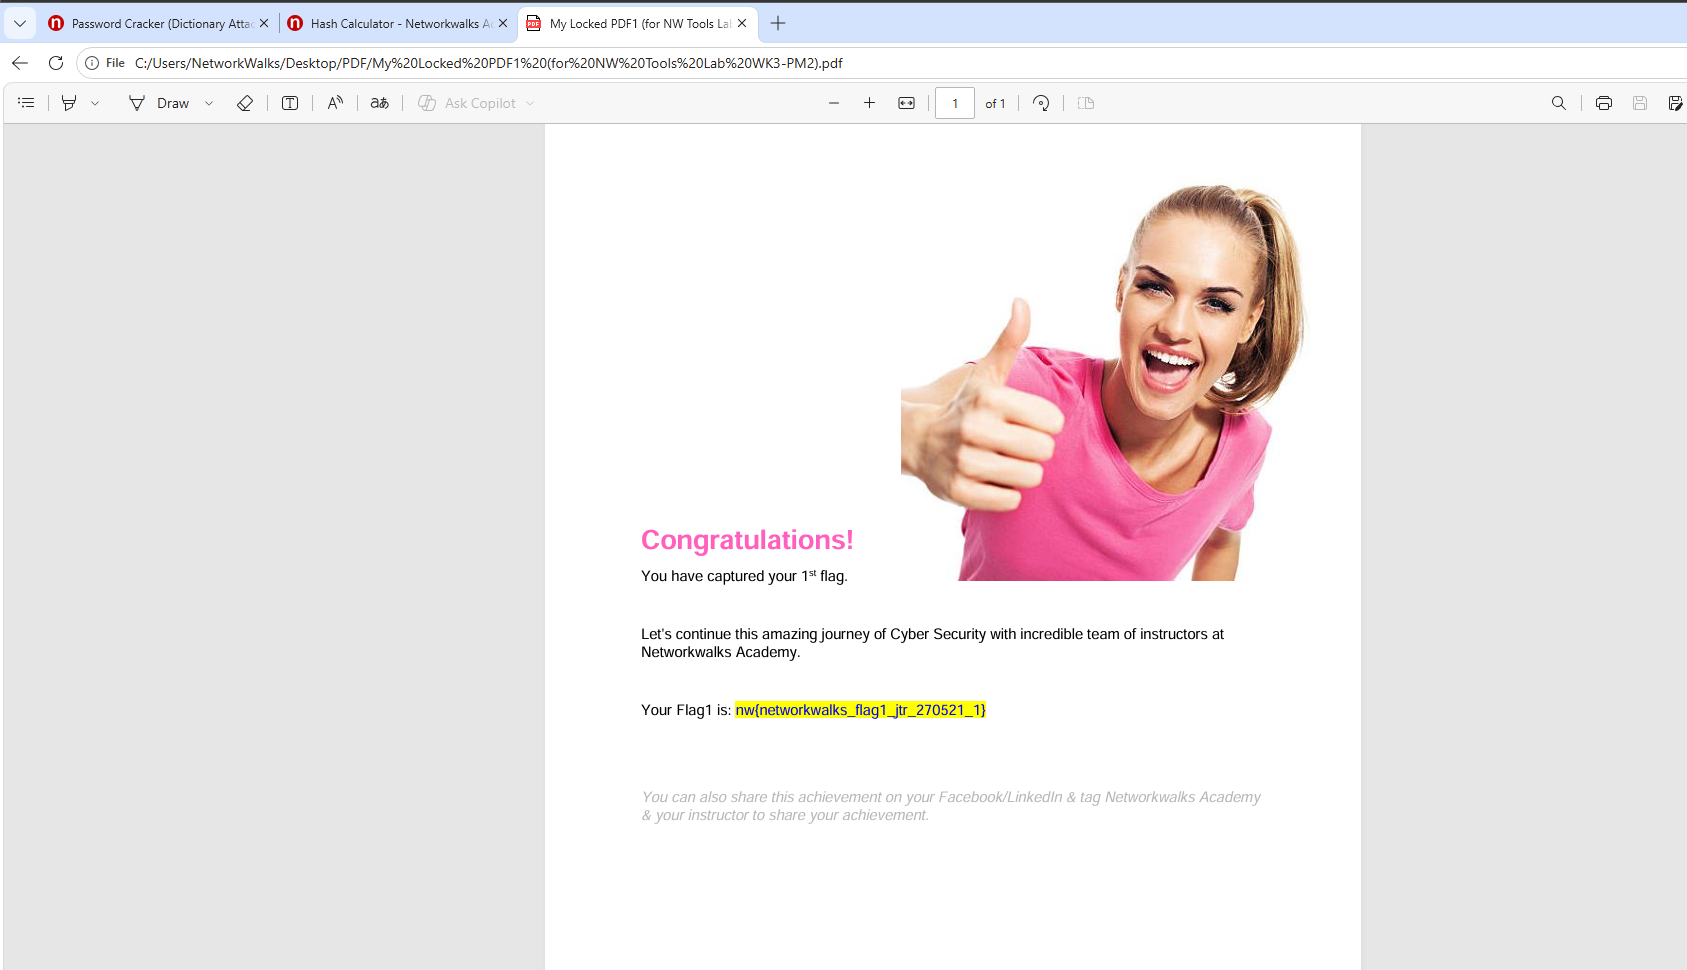 Password Cracker (Dictionary Attac
Hash Calculator - Networkwalks A
My Locked PDF1 (for NW Tools La
File C:/Users/NetworkWalks/Desktop/PDF/My%20Locked%20PDF1%20(for%20NW%20Tools%20Lab%20WK3-PM2).pdf
Draw
Ask Copilot
1 of 1
Congratulations!
You have captured your 1st flag.
Let's continue this amazing journey of Cyber Security with incredible team of instructors at
Networkwalks Academy.
Your Flag1 is: nw{networkwalks_flag1_jtr_270521_1}
You can also share this achievement on your Facebook/LinkedIn & tag Networkwalks Academy
& your instructor to share your achievement.